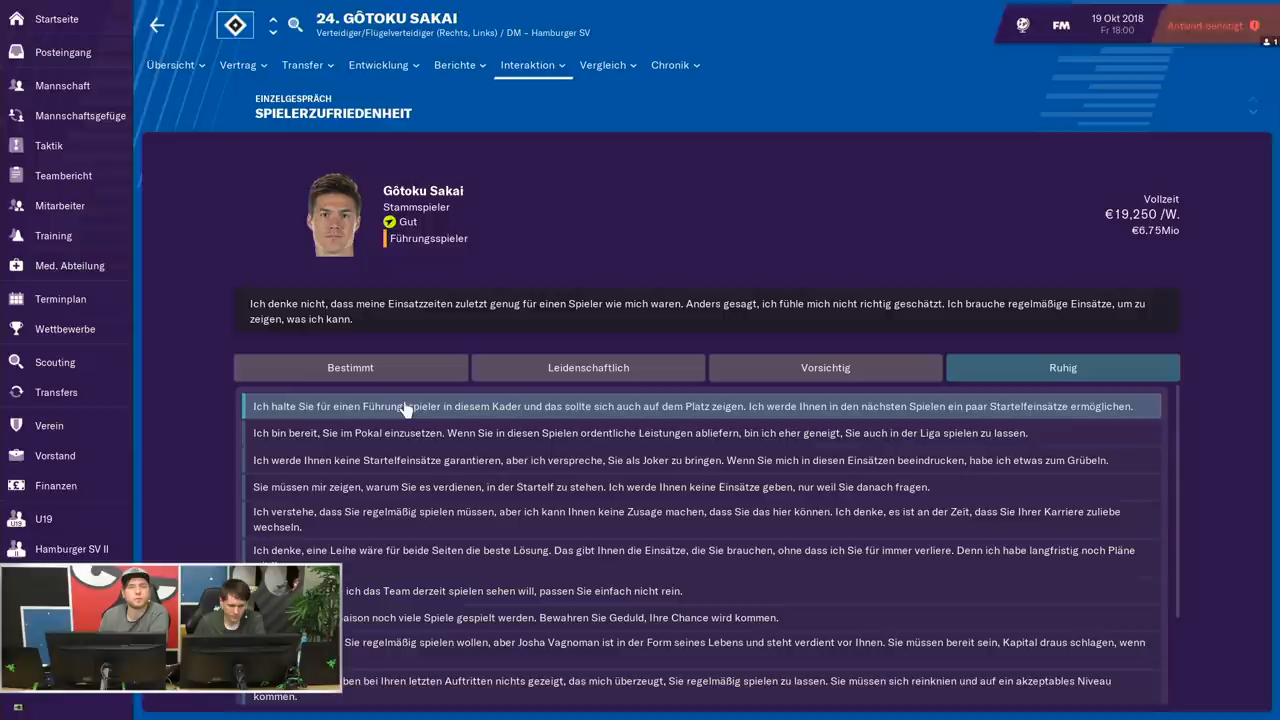 Startseite
Posteingang
Mannschaft
Mannschaftsgefüge
Taktik
Teambericht
Mitarbeiter
Training
Med. Abteilung
Terminplan
Wettbewerbe
Scouting
Transfers
Verein
Vorstand
Finanzen
U19
U19
Hamburger SV II
24. GÔTOKU SAKAI
Verteidiger/Flügelverteidiger (Rechts, Links) / DM – Hamburger SV
FM
19 Okt 2018
Fr 18:00
Antwort benötigt
1
Übersicht
Vertrag
Transfer
Entwicklung
Berichte
Interaktion
Vergleich
Chronik
EINZELGESPRÄCH
SPIELERZUFRIEDENHEIT
Gôtoku Sakai
Stammspieler
Gut
Führungsspieler
Vollzeit
€19,250 /W.
€6.75Mio
Ich denke nicht, dass meine Einsatzzeiten zuletzt genug für einen Spieler wie mich waren. Anders gesagt, ich fühle mich nicht richtig geschätzt. Ich brauche regelmäßige Einsätze, um zu
zeigen, was ich kann.
Bestimmt
Leidenschaftlich
Vorsichtig
Ruhig
Ich halte Sie für einen Führungsspieler in diesem Kader und das sollte sich auch auf dem Platz zeigen. Ich werde Ihnen in den nächsten Spielen ein paar Startelfeinsätze ermöglichen.
Ich bin bereit, Sie im Pokal einzusetzen. Wenn Sie in diesen Spielen ordentliche Leistungen abliefern, bin ich eher geneigt, Sie auch in der Liga spielen zu lassen.
Ich werde Ihnen keine Startelfeinsätze garantieren, aber ich verspreche, Sie als Joker zu bringen. Wenn Sie mich in diesen Einsätzen beeindrucken, habe ich etwas zum Grübeln.
Sie müssen mir zeigen, warum Sie es verdienen, in der Startelf zu stehen. Ich werde Ihnen keine Einsätze geben, nur weil Sie danach fragen.
Ich verstehe, dass Sie regelmäßig spielen müssen, aber ich kann Ihnen keine Zusage machen, dass Sie das hier können. Ich denke, es ist an der Zeit, dass Sie Ihrer Karriere zuliebe
wechseln.
Ich denke, eine Leihe wäre für beide Seiten die beste Lösung. Das gibt Ihnen die Einsätze, die Sie brauchen, ohne dass ich Sie für immer verliere. Denn ich habe langfristig noch Pläne
ich das Team derzeit spielen sehen will, passen Sie einfach nicht rein.
aison noch viele Spiele gespielt werden. Bewahren Sie Geduld, Ihre Chance wird kommen.
Sie regelmäßig spielen wollen, aber Josha Vagnoman ist in der Form seines Lebens und steht verdient vor Ihnen. Sie müssen bereit sein, Kapital draus schlagen, wenn
ben bei Ihren letzten Auftritten nichts gezeigt, das mich überzeugt, Sie regelmäßig spielen zu lassen. Sie müssen sich reinknien und auf ein akzeptables Niveau
kommen.